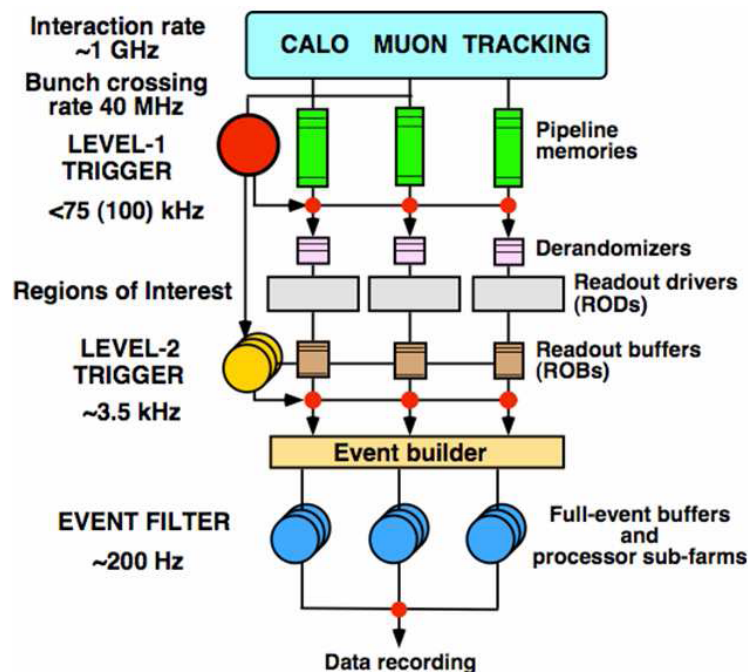 Interaction rate
~1 GHz
CALO MUON TRACKING
Bunch crossing
rate 40 MHz
LEVEL-1
TRIGGER
Pipeline
memories
<75 (100) kHz
Derandomizers
Regions of Interest
Readout drivers
(RODs)
LEVEL-2
TRIGGER
Readout buffers
(ROBs)
~3.5 kHz
Event builder
EVENT FILTER
~200 Hz
Full-event buffers
and
processor sub-farms
Data recording